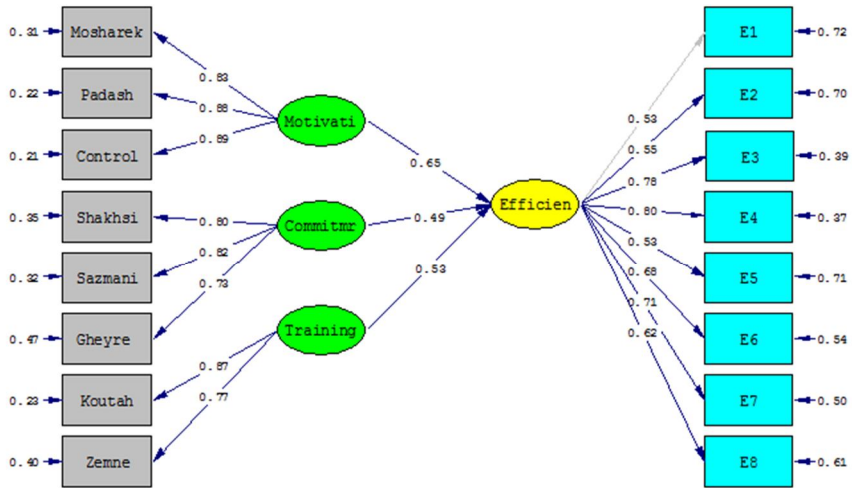 0.31 Mosharek
0.22 Padash
0.21 Control
0.35 Shakhsi
0.32 Sazmani
0.47 Gheyre
0.23 Koutah
0.40 Zemne
0.83
0.88
0.89
0.80
0.82
0.73
0.87
0.77
Motivati
Commitmr
Training
0.65
0.49
0.53
Efficien
0.53
0.55
0.78
0.80
0.53
0.68
0.71
0.62
E1 0.72
E2 0.70
E3 0.39
E4 0.37
E5 0.71
E6 0.54
E7 0.50
E8 0.61